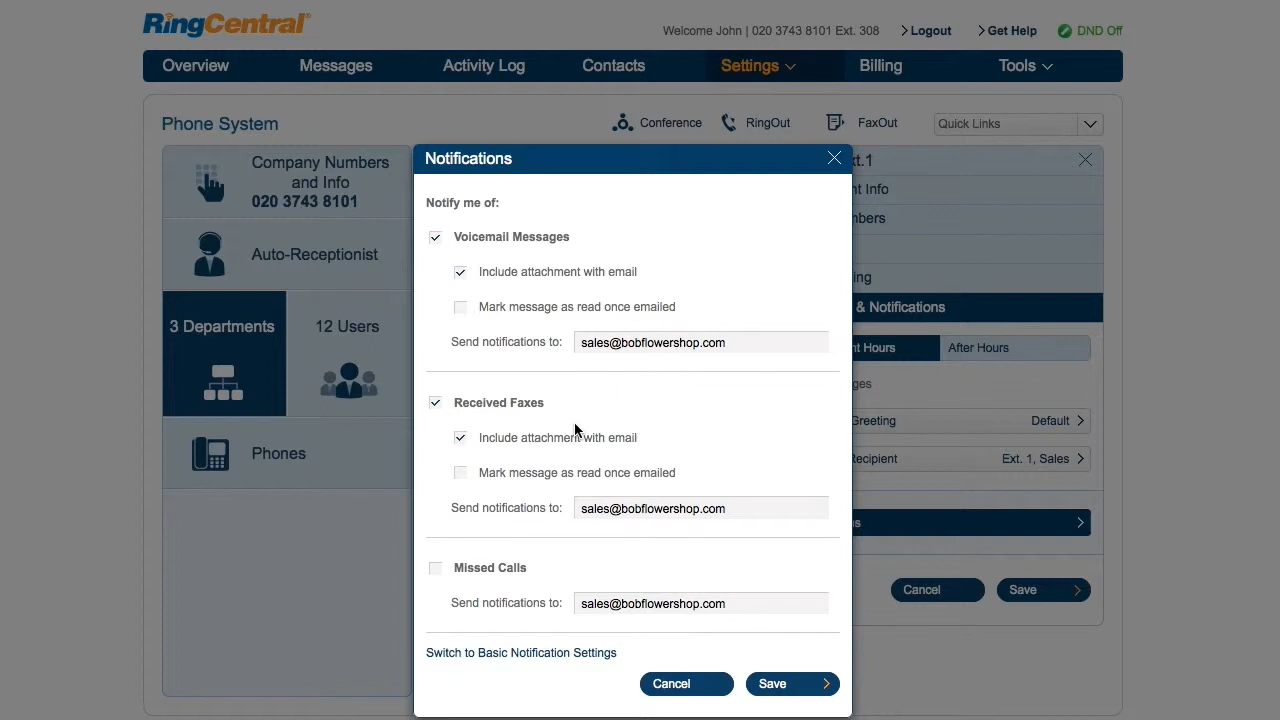 RingCentral
Welcome John | 020 3743 8101 Ext. 308
Logout
Get Help
DND Off
Overview
Messages
Activity Log
Contacts
Settings
Billing
Tools
Phone System
Conference
RingOut
FaxOut
Quick Links
Company Numbers
and Info
020 3743 8101
Auto-Receptionist
3 Departments
12 Users
Phones
Notifications
Notify me of:
Voicemail Messages
Include attachment with email
Mark message as read once emailed
Send notifications to: sales@bobflowershop.com
Received Faxes
Include attachment with email
Mark message as read once emailed
Send notifications to: sales@bobflowershop.com
Missed Calls
Send notifications to: sales@bobflowershop.com
Switch to Basic Notification Settings
Cancel
Save
xt.1
nt Info
nbers
ing
& Notifications
nt Hours
After Hours
ges
Greeting
Default
Recipient
Ext. 1, Sales
s
Cancel
Save